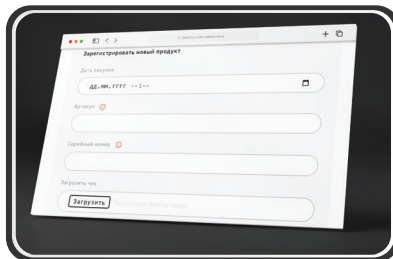 Зарегистрировать новый продукт
Дата покупки
ДД.ММ.ГГГГ --:--
Артикул
Серийный номер
Загрузить чек
Загрузить